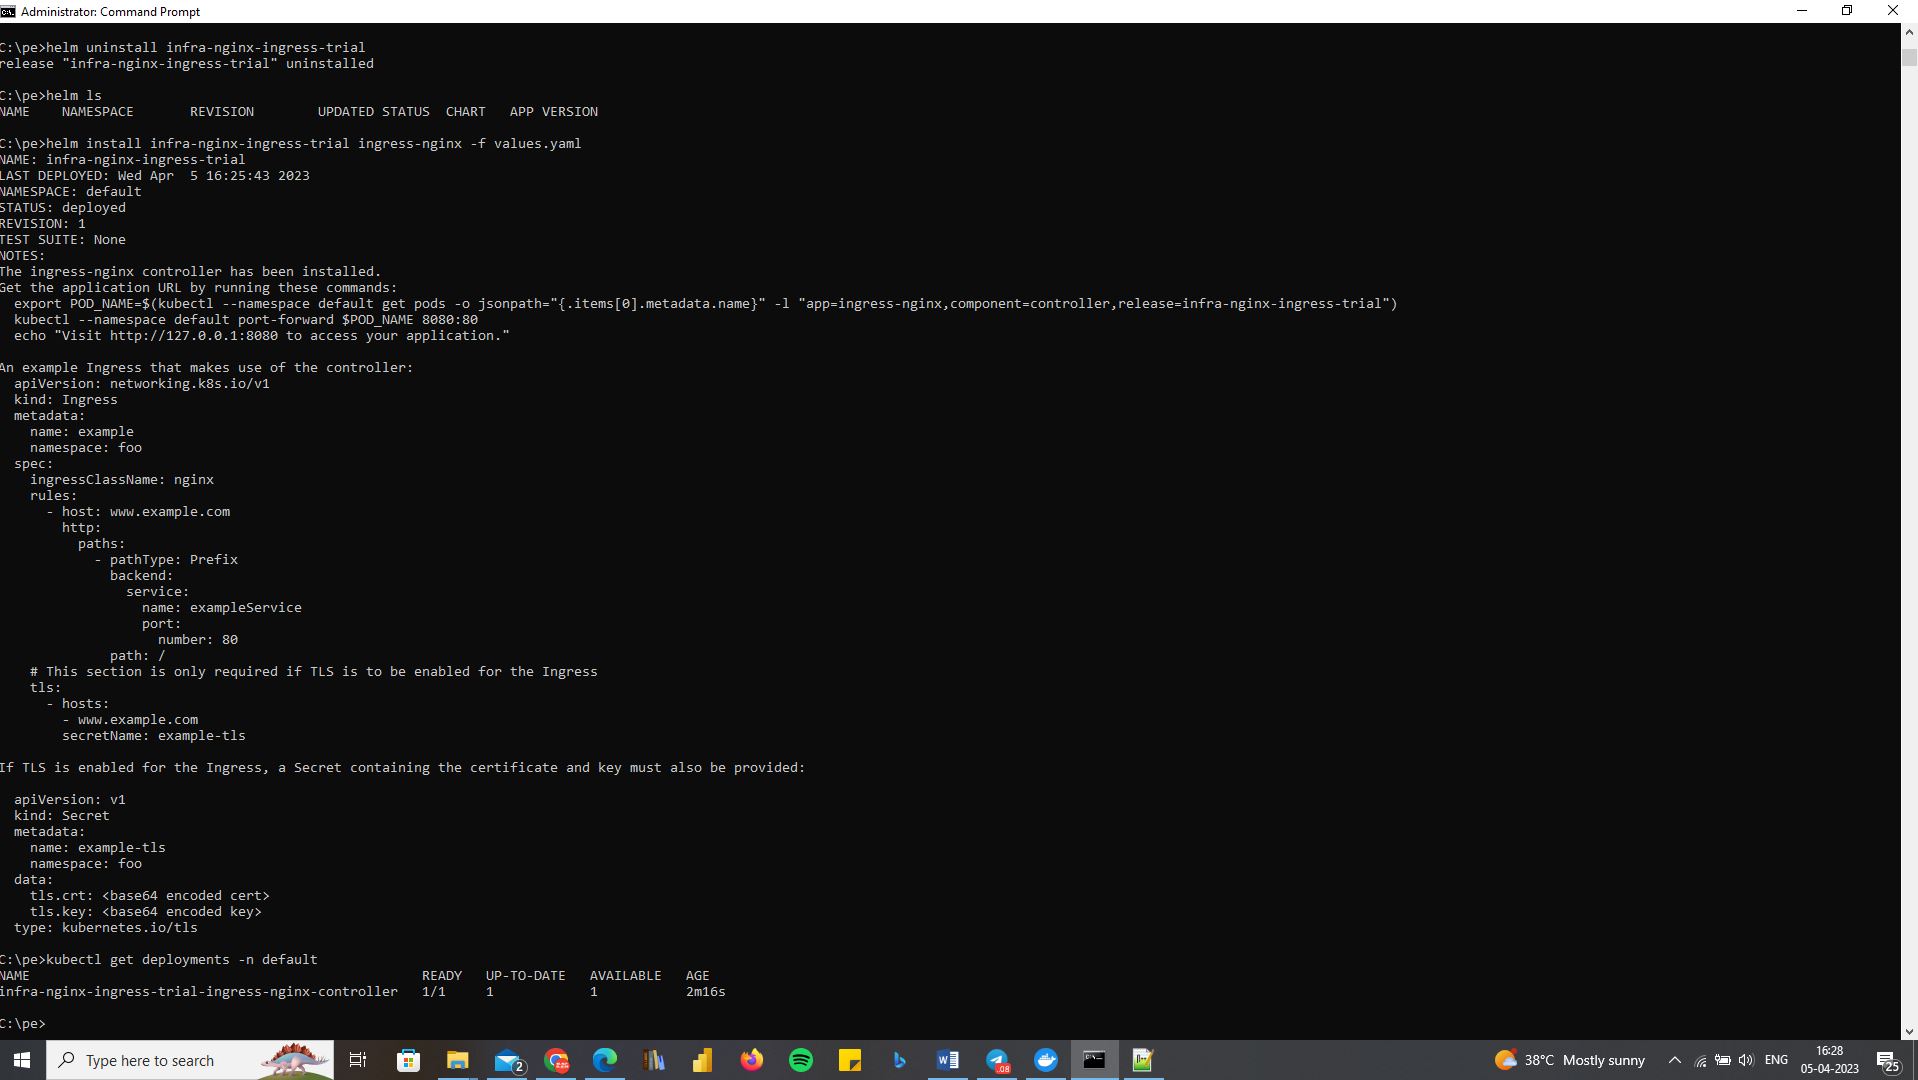 Administrator: Command Prompt
C:\pe>helm uninstall infra-nginx-ingress-trial
release "infra-nginx-ingress-trial" uninstalled
C:\pe>helm ls
NAME    NAMESPACE       REVISION        UPDATED STATUS  CHART   APP VERSION
C:\pe>helm install infra-nginx-ingress-trial ingress-nginx -f values.yaml
NAME: infra-nginx-ingress-trial
LAST DEPLOYED: Wed Apr  5 16:25:43 2023
NAMESPACE: default
STATUS: deployed
REVISION: 1
TEST SUITE: None
NOTES:
The ingress-nginx controller has been installed.
Get the application URL by running these commands:
  export POD_NAME=$(kubectl --namespace default get pods -o jsonpath="{.items[0].metadata.name}" -l "app=ingress-nginx,component=controller,release=infra-nginx-ingress-trial")
  kubectl --namespace default port-forward $POD_NAME 8080:80
  echo "Visit http://127.0.0.1:8080 to access your application."
An example Ingress that makes use of the controller:
  apiVersion: networking.k8s.io/v1
  kind: Ingress
  metadata:
    name: example
    namespace: foo
  spec:
    ingressClassName: nginx
    rules:
      - host: www.example.com
        http:
          paths:
            - pathType: Prefix
              backend:
                service:
                  name: exampleService
                  port:
                    number: 80
              path: /
    # This section is only required if TLS is to be enabled for the Ingress
    tls:
      - hosts:
        - www.example.com
        secretName: example-tls
If TLS is enabled for the Ingress, a Secret containing the certificate and key must also be provided:
  apiVersion: v1
  kind: Secret
  metadata:
    name: example-tls
    namespace: foo
  data:
    tls.crt: <base64 encoded cert>
    tls.key: <base64 encoded key>
  type: kubernetes.io/tls
C:\pe>kubectl get deployments -n default
NAME                                                 READY   UP-TO-DATE   AVAILABLE   AGE
infra-nginx-ingress-trial-ingress-nginx-controller   1/1     1            1           2m16s
C:\pe>
Type here to search
2
.08
38°C Mostly sunny
ENG
16:28
05-04-2023
25